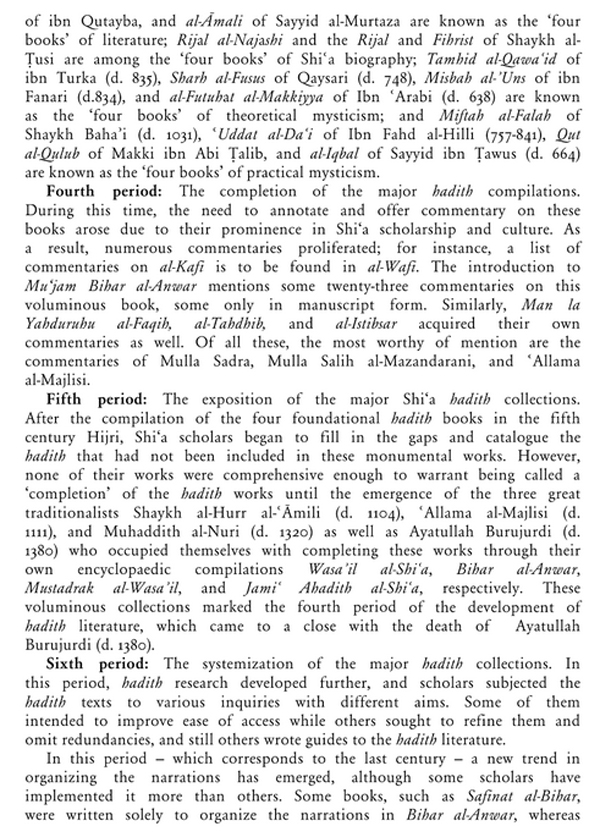 of ibn Qutayba, and al-Āmali of Sayyid al-Murtaza are known as the ‘four
books’ of literature; Rijal al-Najashi and the Rijal and Fihrist of Shaykh al-
Ṭusi are among the ‘four books’ of Shi‘a biography; Tamhid al-Qawa‘id of
ibn Turka (d. 835), Sharh al-Fusus of Qaysari (d. 748), Misbah al-’Uns of ibn
Fanari (d.834), and al-Futuhat al-Makkiyya of Ibn ‘Arabi (d. 638) are known
as the ‘four books’ of theoretical mysticism; and Miftah al-Falah of
Shaykh Baha’i (d. 1031), ‘Uddat al-Da‘i of Ibn Fahd al-Hilli (757-841), Qut
al-Qulub of Makki ibn Abi Ṭalib, and al-Iqbal of Sayyid ibn Ṭawus (d. 664)
are known as the ‘four books’ of practical mysticism.
Fourth period: The completion of the major hadith compilations.
During this time, the need to annotate and offer commentary on these
books arose due to their prominence in Shi‘a scholarship and culture. As
a result, numerous commentaries proliferated; for instance, a list of
commentaries on al-Kafi is to be found in al-Wafi. The introduction to
Mu‘jam Bihar al-Anwar mentions some twenty-three commentaries on this
voluminous book, some only in manuscript form. Similarly, Man la
Yahduruhu al-Faqih, al-Tahdhib, and al-Istibsar acquired their own
commentaries as well. Of all these, the most worthy of mention are the
commentaries of Mulla Sadra, Mulla Salih al-Mazandarani, and ‘Allama
al-Majlisi.
Fifth period: The exposition of the major Shi‘a hadith collections.
After the compilation of the four foundational hadith books in the fifth
century Hijri, Shi‘a scholars began to fill in the gaps and catalogue the
hadith that had not been included in these monumental works. However,
none of their works were comprehensive enough to warrant being called a
‘completion’ of the hadith works until the emergence of the three great
traditionalists Shaykh al-Hurr al-‘Āmili (d. 1104), ‘Allama al-Majlisi (d.
1111), and Muhaddith al-Nuri (d. 1320) as well as Ayatullah Burujurdi (d.
1380) who occupied themselves with completing these works through their
own encyclopaedic compilations Wasa’il al-Shi‘a, Bihar al-Anwar,
Mustadrak al-Wasa’il, and Jami‘ Ahadith al-Shi‘a, respectively. These
voluminous collections marked the fourth period of the development of
hadith literature, which came to a close with the death of Ayatullah
Burujurdi (d. 1380).
Sixth period: The systemization of the major hadith collections. In
this period, hadith research developed further, and scholars subjected the
hadith texts to various inquiries with different aims. Some of them
intended to improve ease of access while others sought to refine them and
omit redundancies, and still others wrote guides to the hadith literature.
In this period – which corresponds to the last century – a new trend in
organizing the narrations has emerged, although some scholars have
implemented it more than others. Some books, such as Safinat al-Bihar,
were written solely to organize the narrations in Bihar al-Anwar, whereas